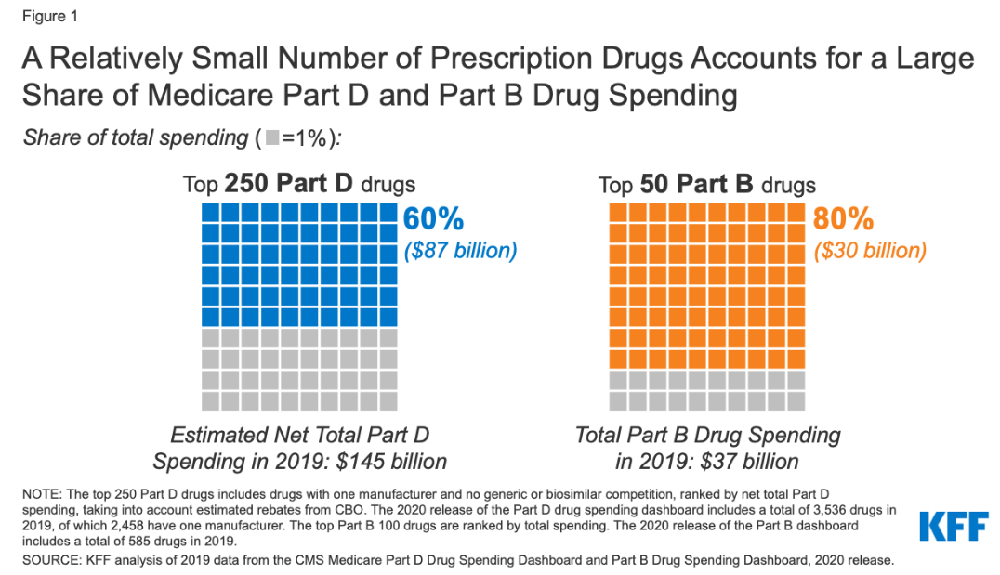 Figure 1
A Relatively Small Number of Prescription Drugs Accounts for a Large
Share of Medicare Part D and Part B Drug Spending
Share of total spending ( =1%):
Top 250 Part D drugs
60%
($87 billion)
Estimated Net Total Part D
Spending in 2019: $145 billion
Top 50 Part B drugs
80%
($30 billion)
Total Part B Drug Spending
in 2019: $37 billion
NOTE: The top 250 Part D drugs includes drugs with one manufacturer and no generic or biosimilar competition, ranked by net total Part D
spending, taking into account estimated rebates from CBO. The 2020 release of the Part D drug spending dashboard includes a total of 3,536 drugs in
2019, of which 2,458 have one manufacturer. The top Part B 100 drugs are ranked by total spending. The 2020 release of the Part B dashboard
includes a total of 585 drugs in 2019.
SOURCE: KFF analysis of 2019 data from the CMS Medicare Part D Drug Spending Dashboard and Part B Drug Spending Dashboard, 2020 release.
KFF